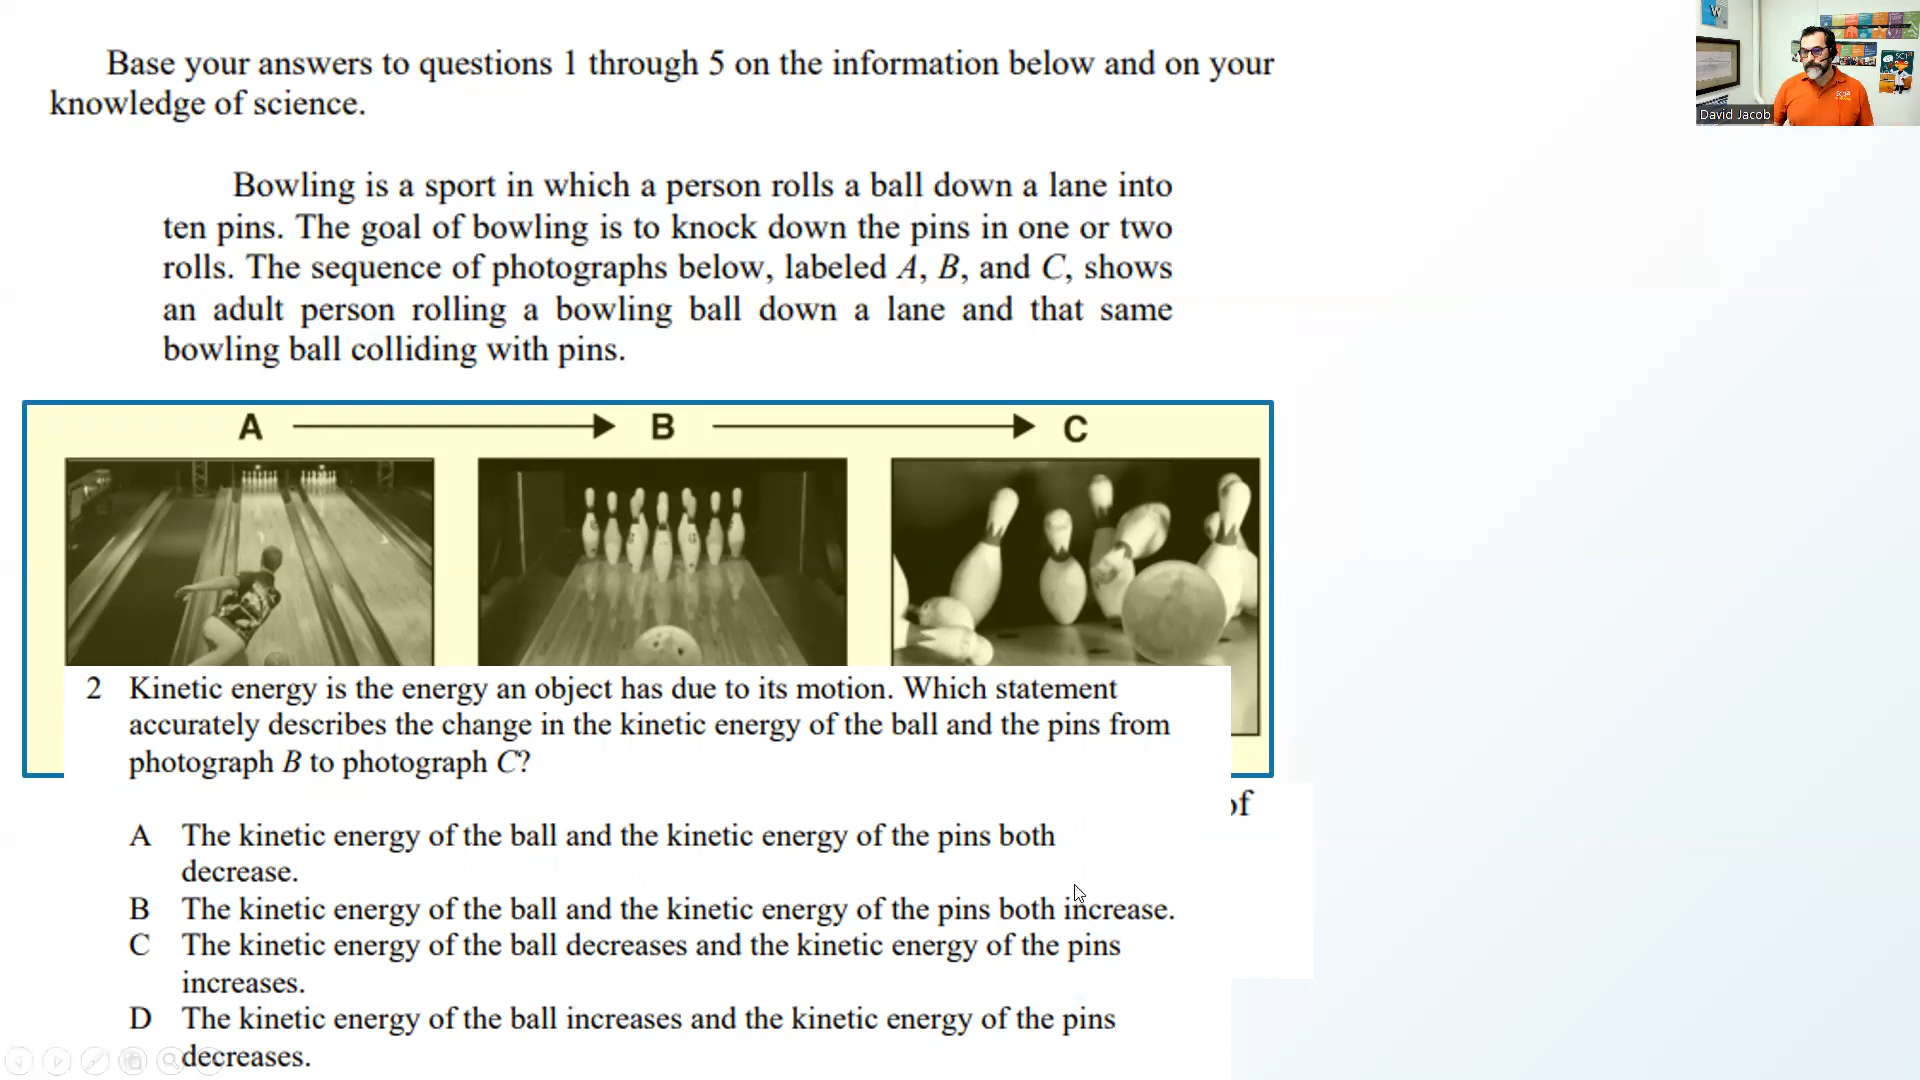 Base your answers to questions 1 through 5 on the information below and on your
knowledge of science.
Bowling is a sport in which a person rolls a ball down a lane into
ten pins. The goal of bowling is to knock down the pins in one or two
rolls. The sequence of photographs below, labeled A, B, and C, shows
an adult person rolling a bowling ball down a lane and that same
bowling ball colliding with pins.
A B C
2 Kinetic energy is the energy an object has due to its motion. Which statement
accurately describes the change in the kinetic energy of the ball and the pins from
photograph B to photograph C?
of
A The kinetic energy of the ball and the kinetic energy of the pins both
decrease.
B The kinetic energy of the ball and the kinetic energy of the pins both increase.
C The kinetic energy of the ball decreases and the kinetic energy of the pins
increases.
D The kinetic energy of the ball increases and the kinetic energy of the pins
decreases.
W
David Jacob